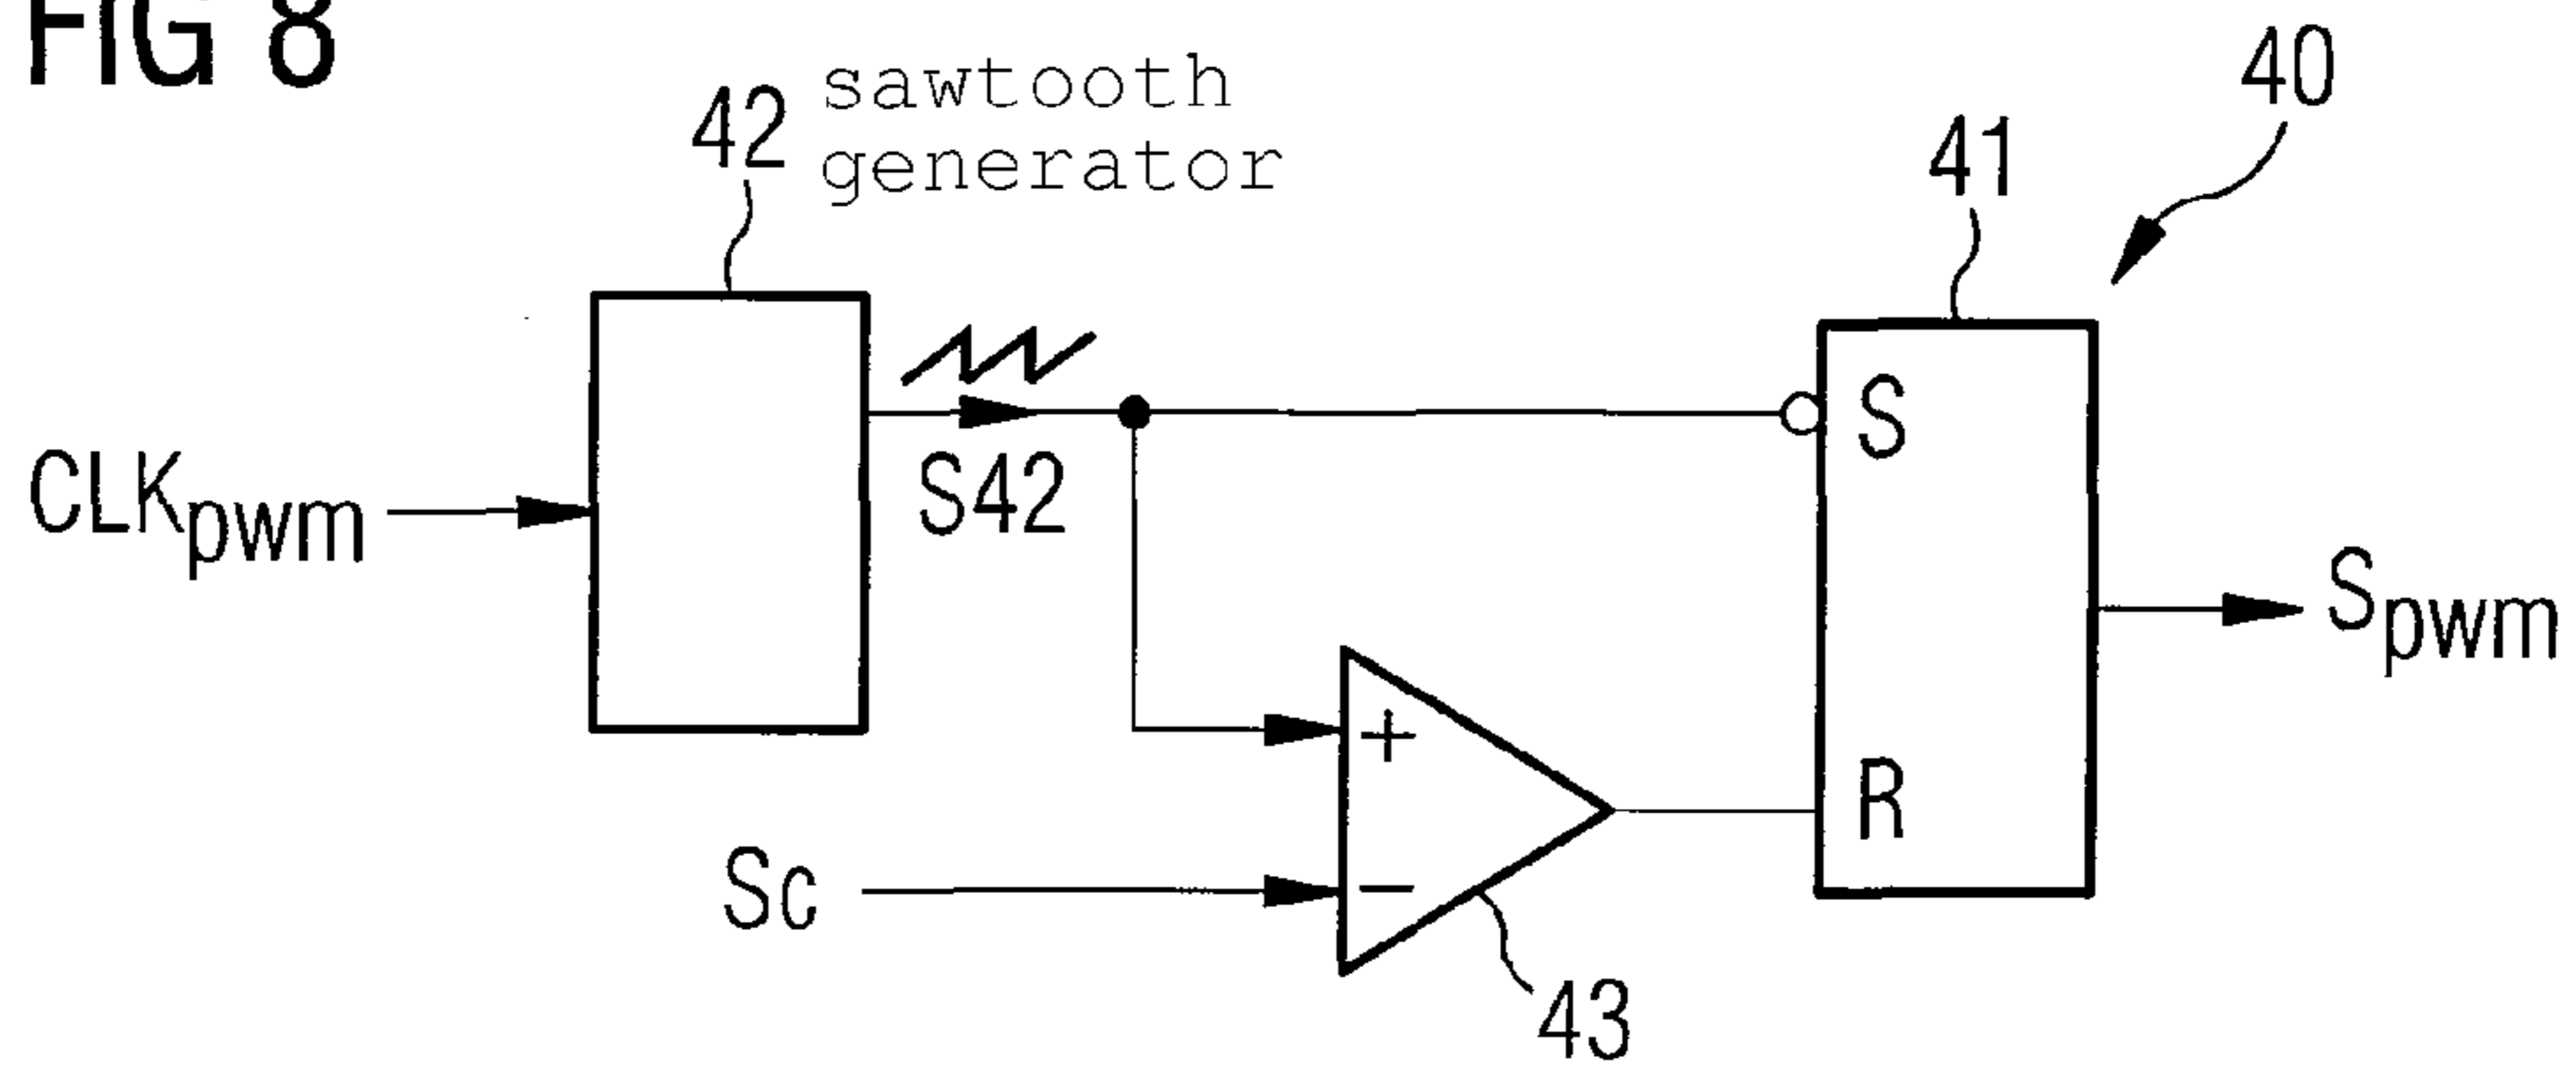 FIG 8
42 sawtooth
generator
40
41
S42
S
CLKpwm
Spwm
+
R
Sc
−
43